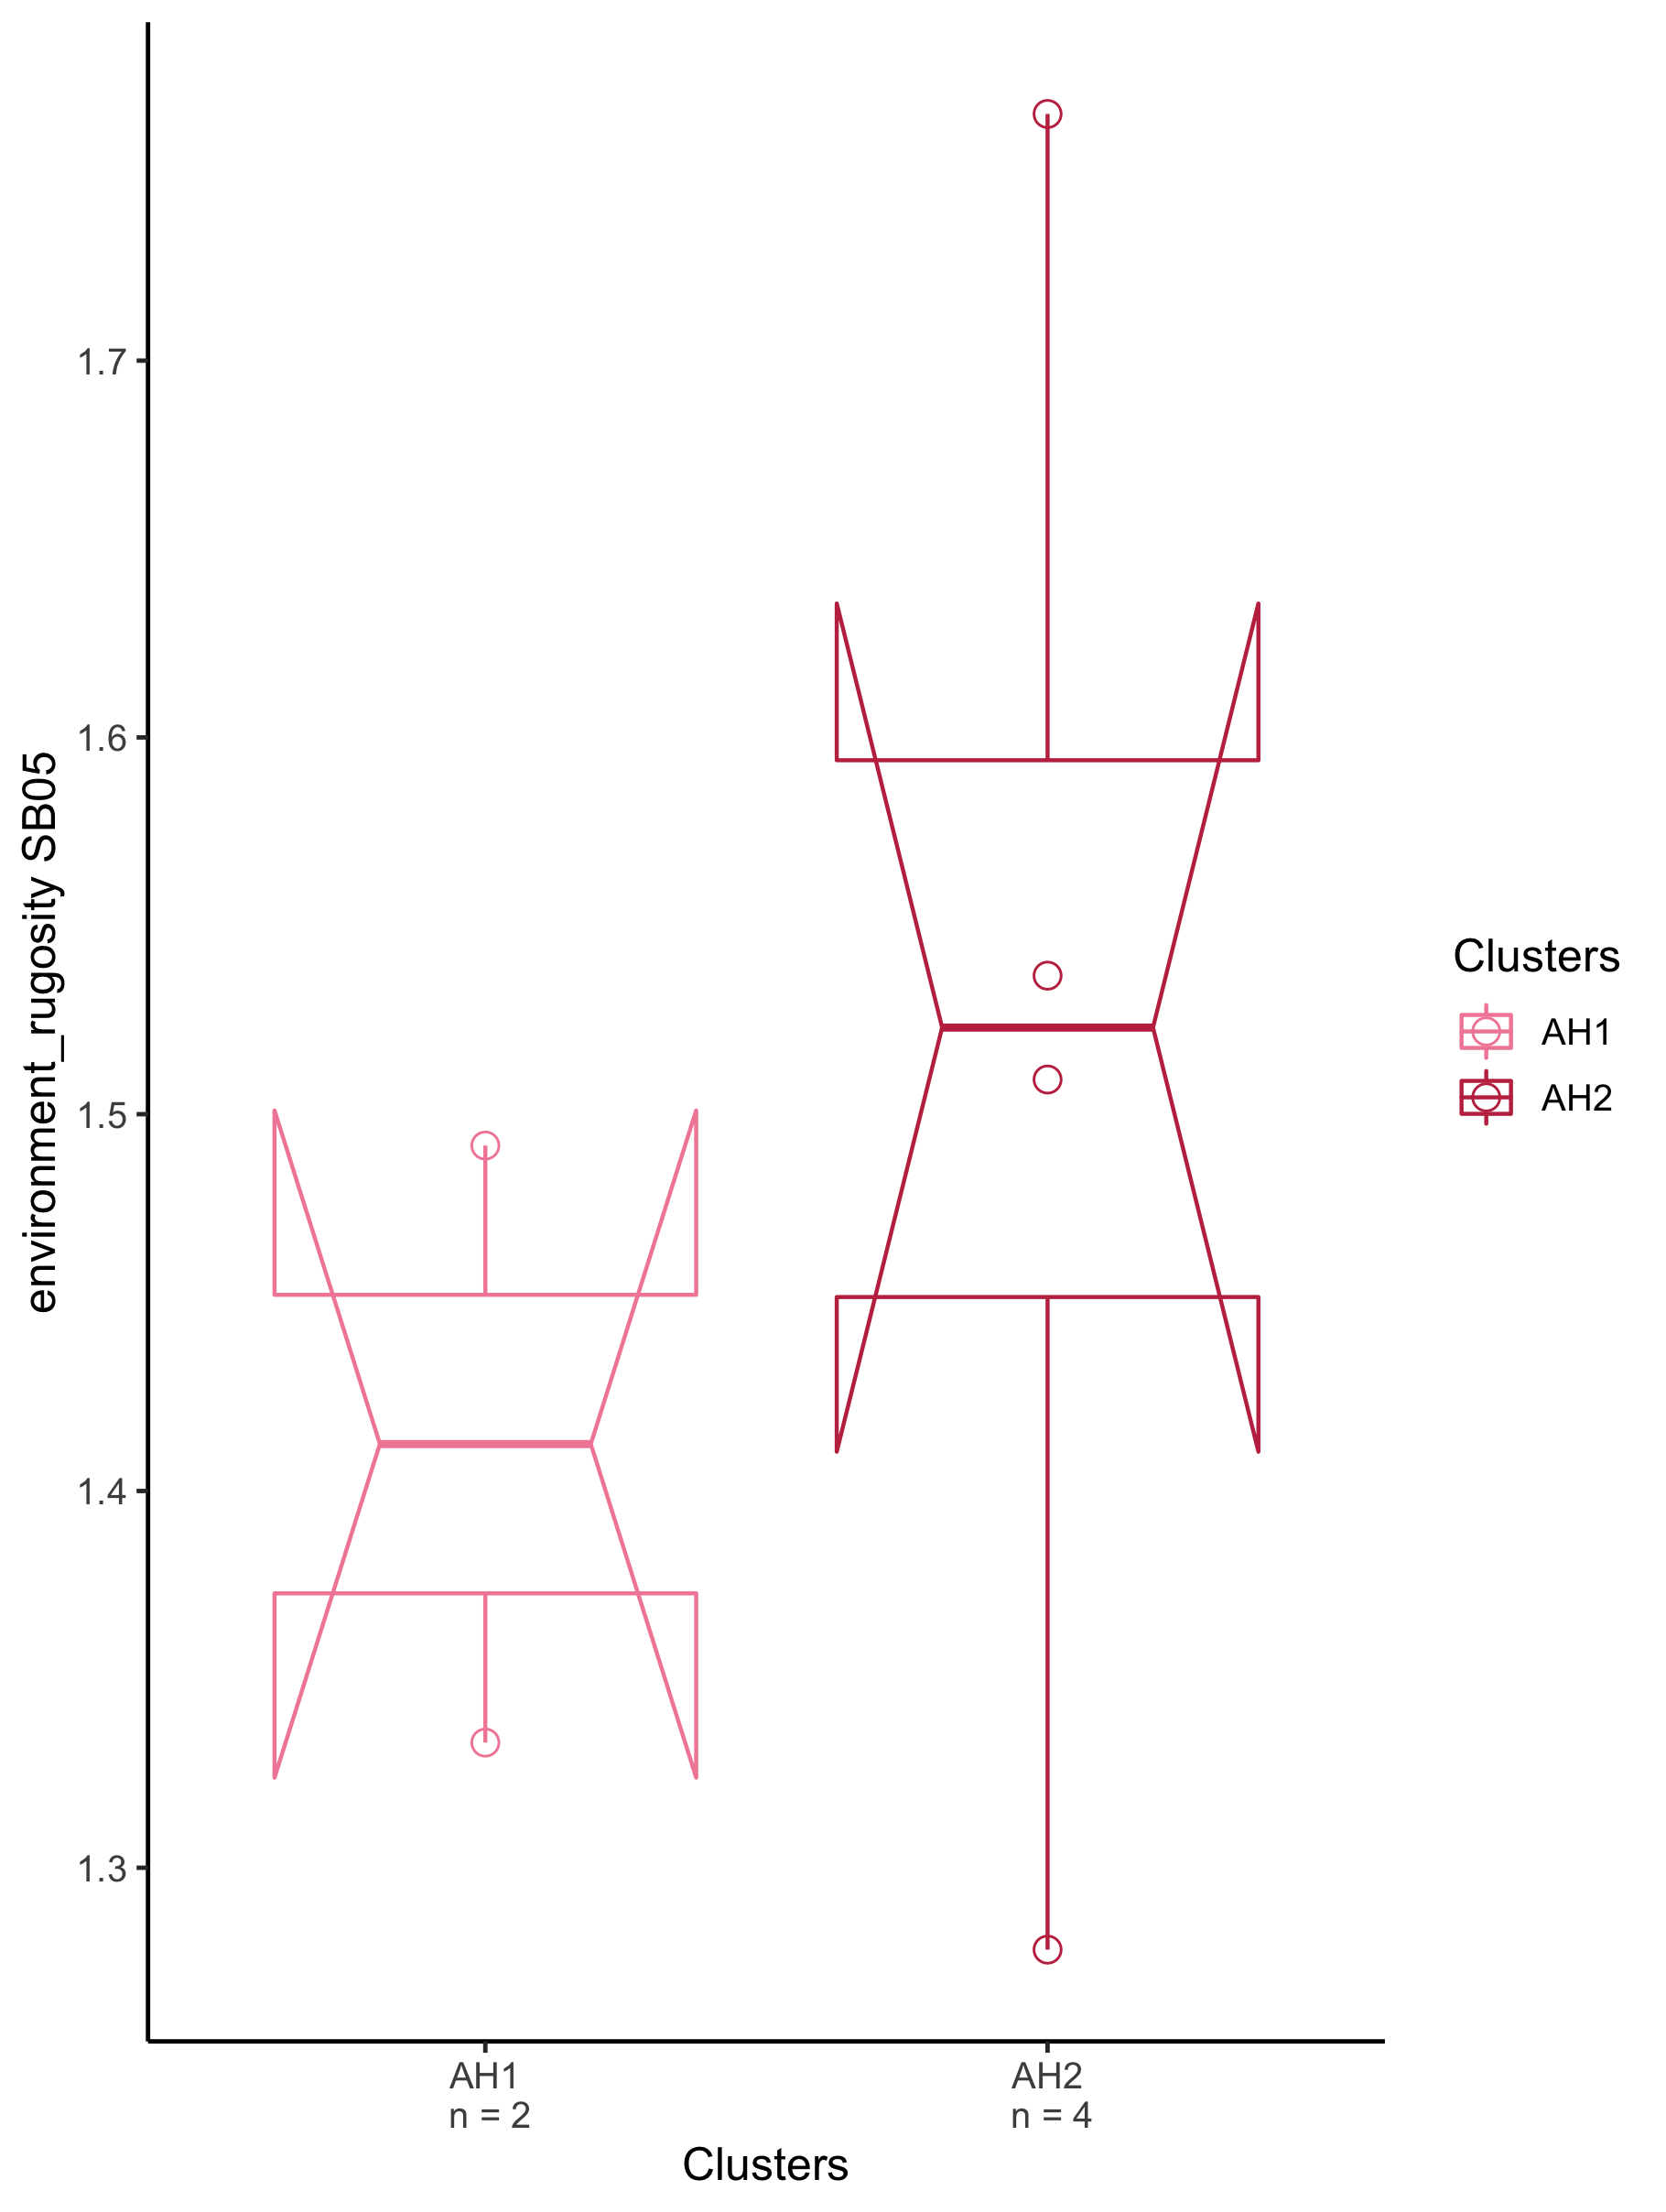 environment_rugosity SB05
1.7
1.6
1.5
1.4
1.3
AH1
n = 2
AH2
n = 4
Clusters
Clusters
AH1
AH2